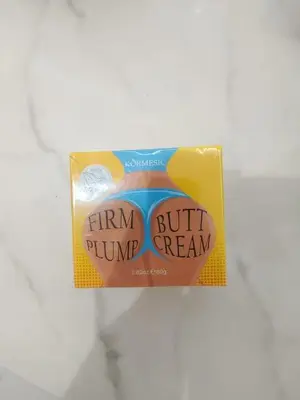 KORMESIC
FIRM BUTT
PLUMP CREAM